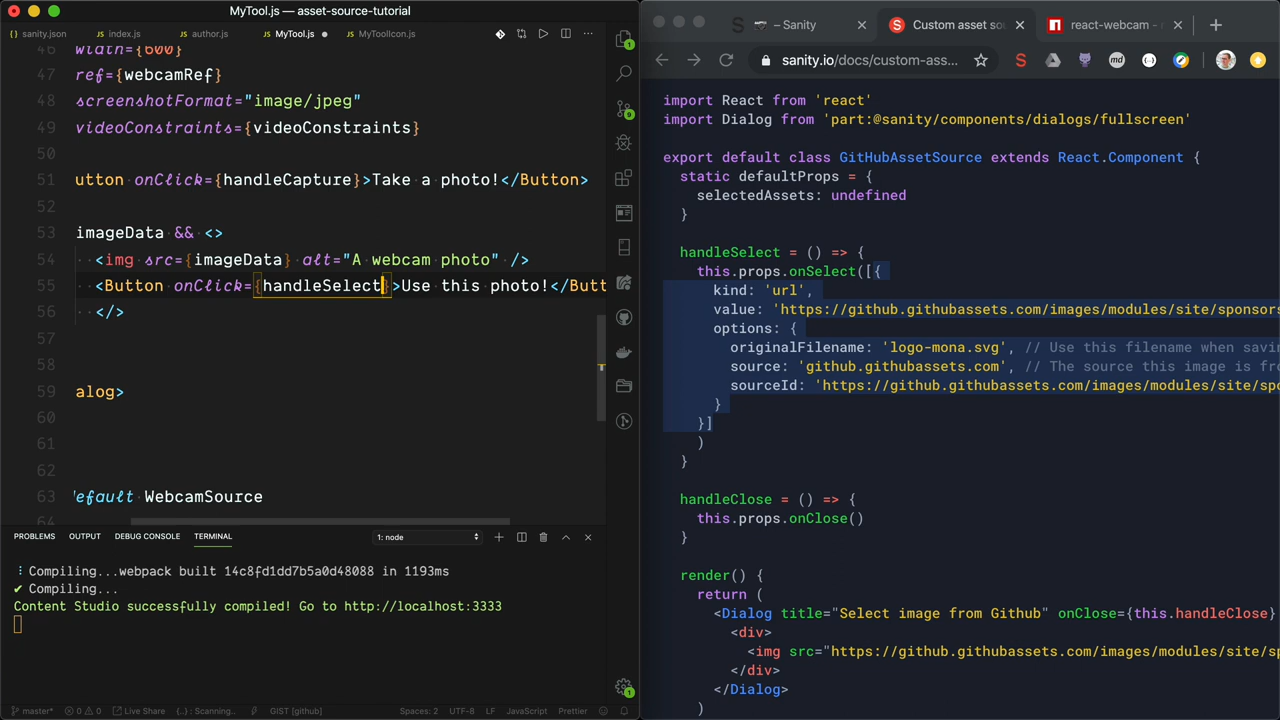 MyTool.js — asset-source-tutorial
sanity.json
index.js
author.js
MyTool.js
MyToolIcon.js
46 width={600}
47 ref={webcamRef}
48 screenshotFormat="image/jpeg"
49 videoConstraints={videoConstraints}
50
51 utton onClick={handleCapture}>Take a photo!</Button>
52
53 imageData && <>
54 <img src={imageData} alt="A webcam photo" />
55 <Button onClick={handleSelect}>Use this photo!</Butt
56 </>
57
58
59 alog>
60
61
62
63 efault WebcamSource
64
PROBLEMS OUTPUT DEBUG CONSOLE TERMINAL 1: node
Compiling...webpack built 14c8fd1dd7b5a0d48088 in 1193ms
✔ Compiling...
Content Studio successfully compiled! Go to http://localhost:3333
master* 0 0 Live Share {..} : Scanning... GIST [github] Spaces: 2 UTF-8 LF JavaScript Prettier
– Sanity
Custom asset sou
react-webcam - n
sanity.io/docs/custom-ass...
import React from 'react'
import Dialog from 'part:@sanity/components/dialogs/fullscreen'
export default class GitHubAssetSource extends React.Component {
static defaultProps = {
selectedAssets: undefined
}
handleSelect = () => {
this.props.onSelect([{
kind: 'url',
value: 'https://github.githubassets.com/images/modules/site/sponsors
options: {
originalFilename: 'logo-mona.svg', // Use this filename when savin
source: 'github.githubassets.com', // The source this image is fro
sourceId: 'https://github.githubassets.com/images/modules/site/spo
}
}]
)
}
handleClose = () => {
this.props.onClose()
}
render() {
return (
<Dialog title="Select image from Github" onClose={this.handleClose}
<div>
<img src="https://github.githubassets.com/images/modules/site/sp
</div>
</Dialog>
)